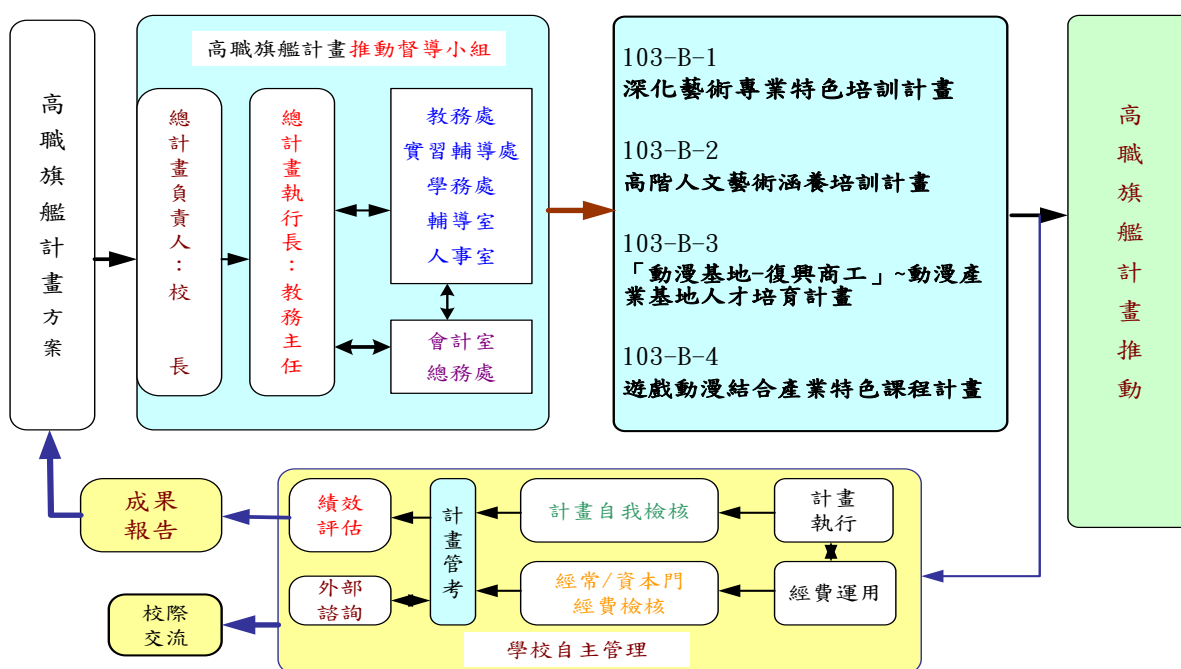 高職旗艦計畫方案
高職旗艦計畫推動督導小組
總計畫負責人：校長
總計畫執行長：教務主任
教務處
實習輔導處
學務處
輔導室
人事室
會計室
總務處
103-B-1
深化藝術專業特色培訓計畫
103-B-2
高階人文藝術涵養培訓計畫
103-B-3
「動漫基地-復興商工」~動漫產
業基地人才培育計畫
103-B-4
遊戲動漫結合產業特色課程計畫
高職旗艦計畫推動
成果
報告
校際
交流
績效
評估
外部
諮詢
計畫管考
計畫自我檢核
經常/資本門
經費檢核
計畫
執行
經費運用
學校自主管理